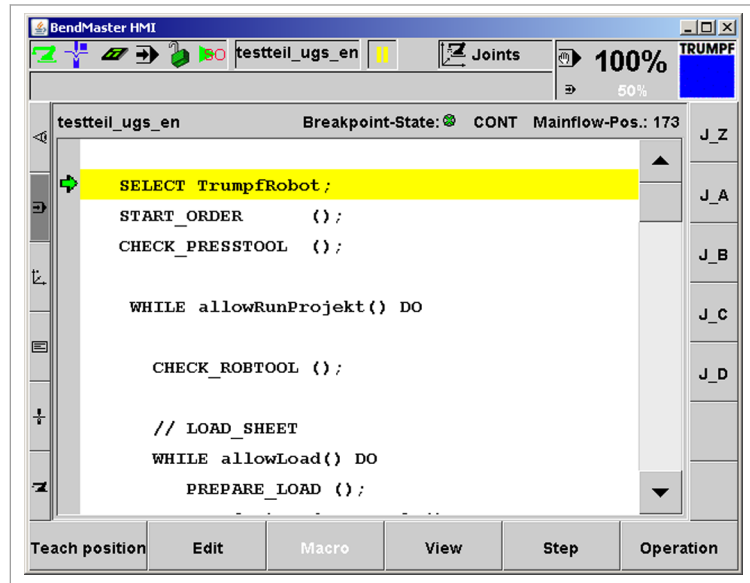 BendMaster HMI
SO testteil_ugs_en Joints 100% TRUMPF
50%
testteil_ugs_en Breakpoint-State: CONT Mainflow-Pos.: 173
SELECT TrumpfRobot;
START_ORDER ();
CHECK_PRESSTOOL ();
WHILE allowRunProjekt() DO
CHECK_ROBTOOL ();
// LOAD_SHEET
WHILE allowLoad() DO
PREPARE_LOAD ();
J_Z
J_A
J_B
J_C
J_D
Teach position Edit Macro View Step Operation